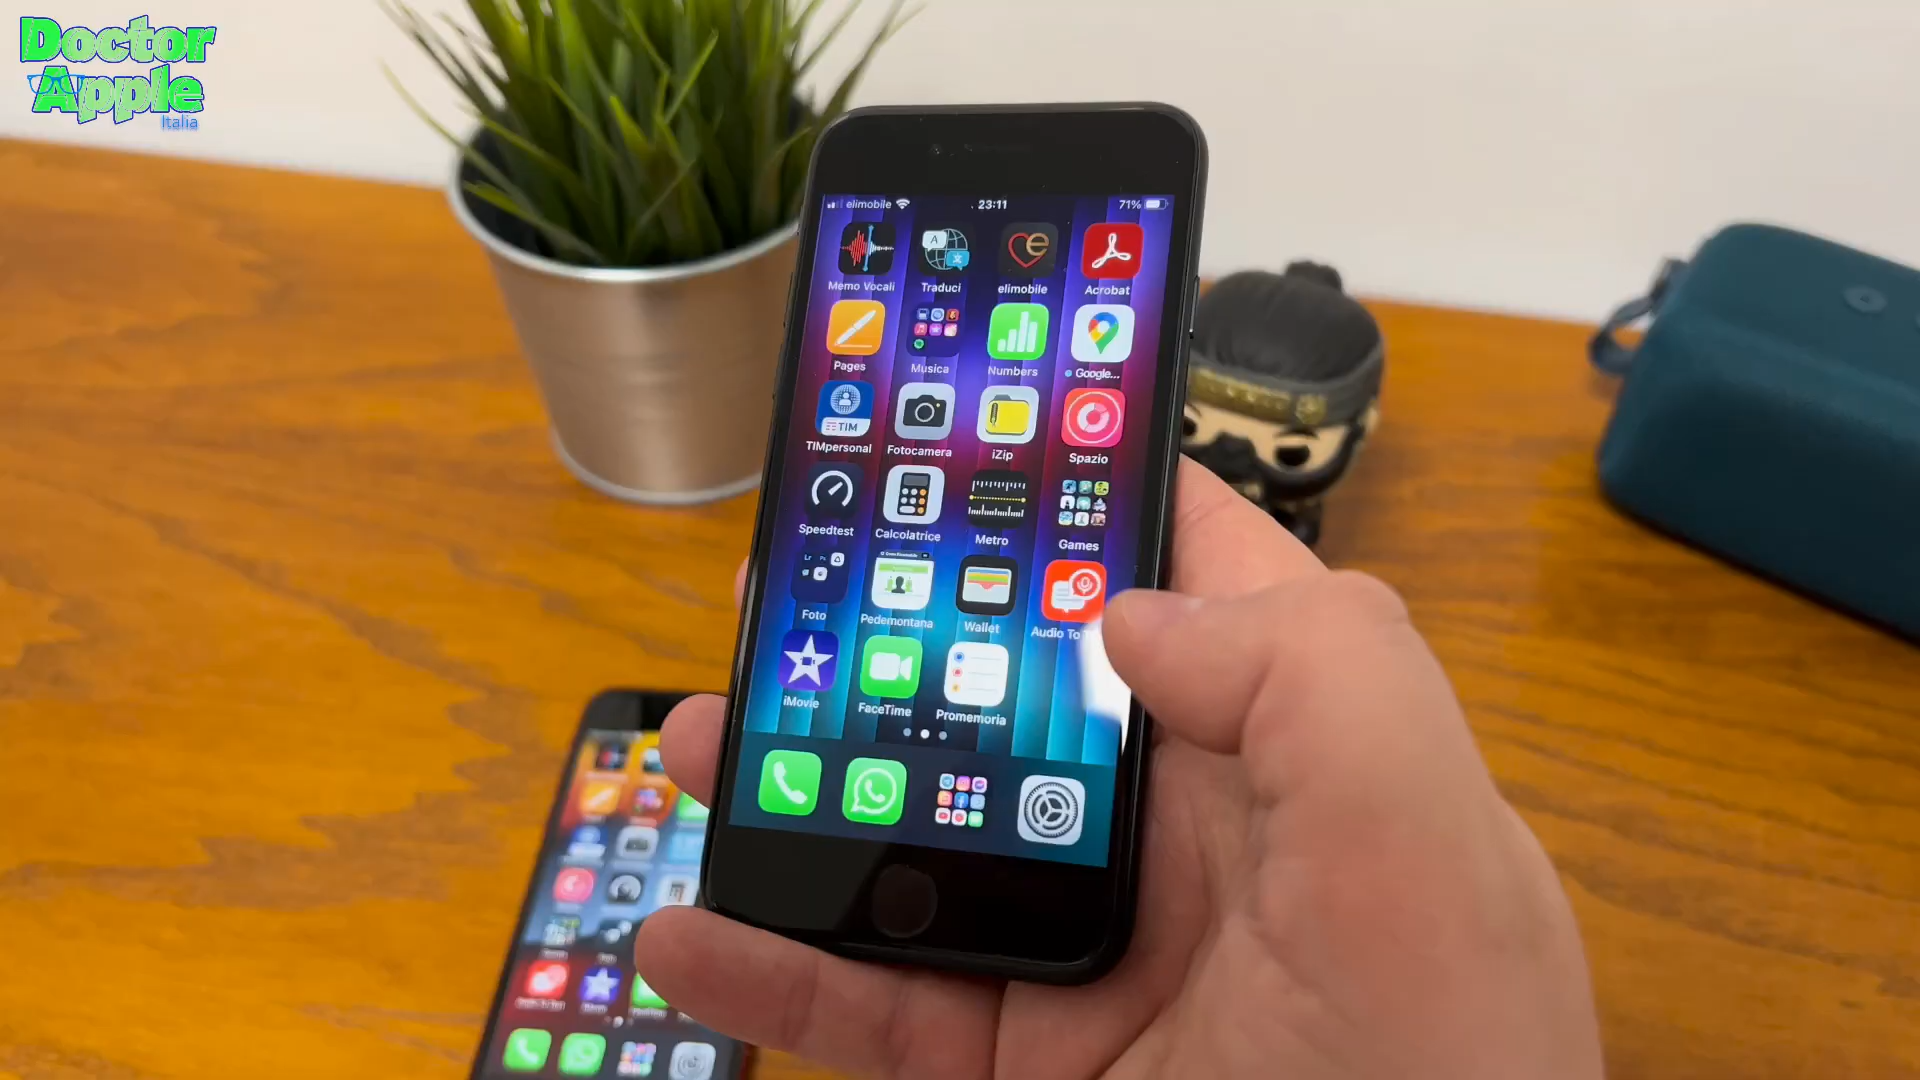 Doctor
Apple
Italia
elimobile
23:11
71%
Memo Vocali
Traduci
elimobile
Acrobat
Pages
Musica
Numbers
Google...
TIM
TIMpersonal
Fotocamera
iZip
Spazio
Speedtest
Calcolatrice
Metro
Games
Foto
Pedemontana
Wallet
Audio To
iMovie
FaceTime
Promemoria